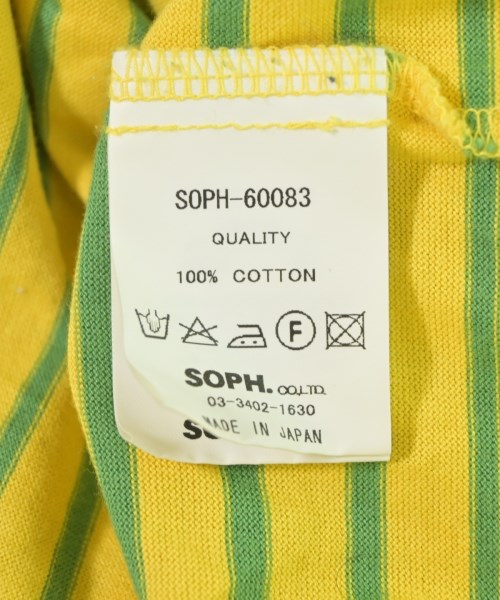 SOPH-60083
QUALITY
100% COTTON
F
SOPH. CO.,LTD.
03-3402-1630
MADE IN JAPAN